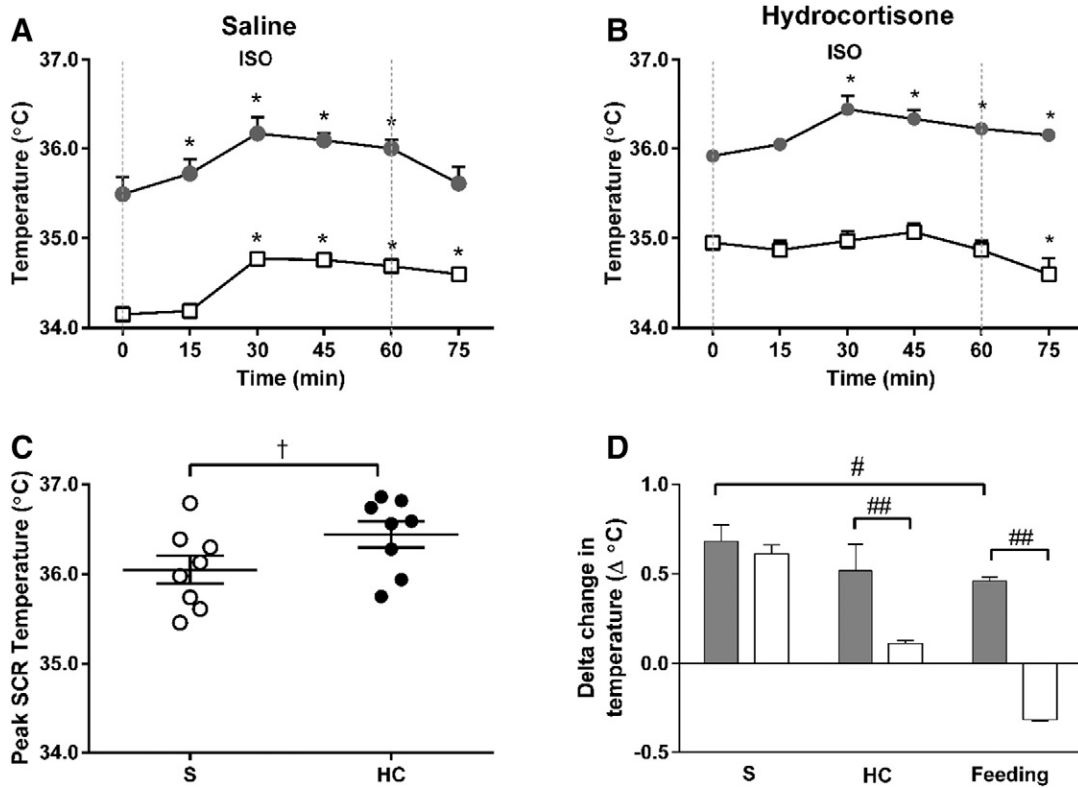 A
Saline
ISO
Temperature (°C)
37.0
36.0
35.0
34.0
* * * * *
* * * *
0 15 30 45 60 75
Time (min)
B
Hydrocortisone
ISO
Temperature (°C)
37.0
36.0
35.0
34.0
* * * *
*
0 15 30 45 60 75
Time (min)
C
†
Peak SCR Temperature (°C)
37.0
36.0
35.0
34.0
S HC
D
#
##
##
Delta change in
temperature (Δ °C)
1.0
0.5
0.0
-0.5
S HC Feeding